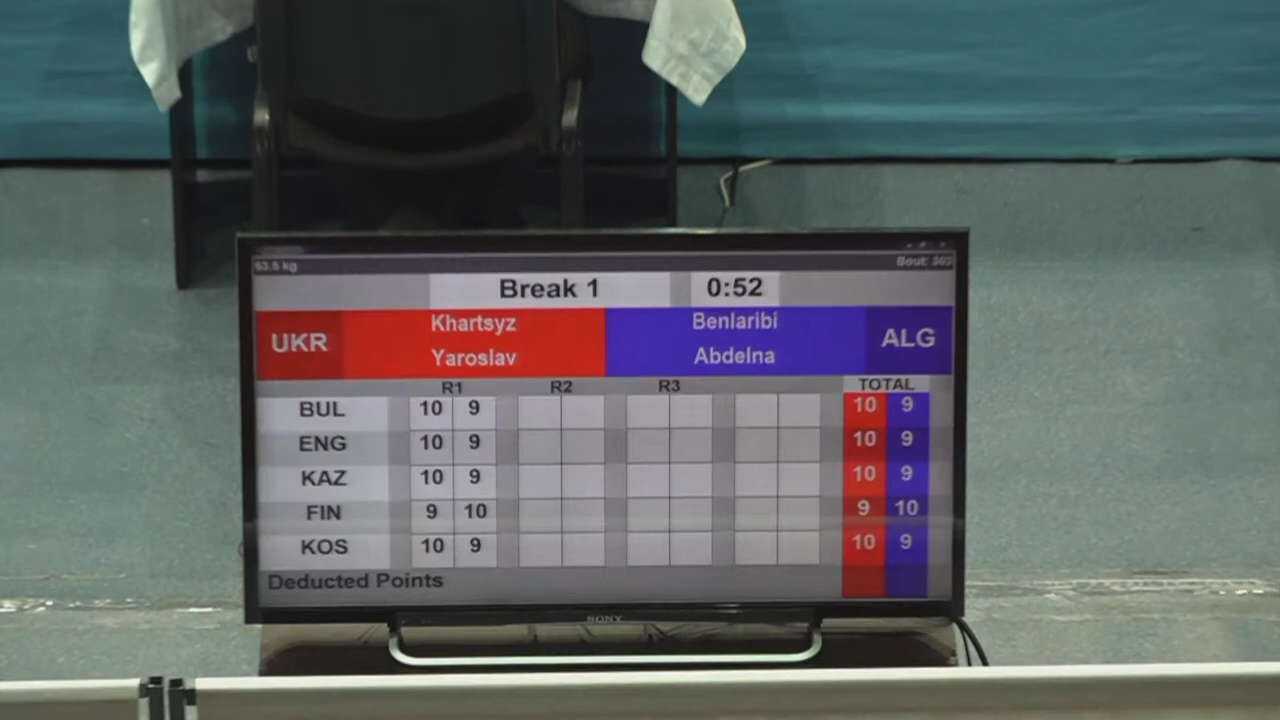 63.5 kg Bout: 303
Break 1 0:52
UKR Khartsyz Yaroslav Benlaribi Abdelna ALG
R1 R2 R3 TOTAL
BUL 10 9 10 9
ENG 10 9 10 9
KAZ 10 9 10 9
FIN 9 10 9 10
KOS 10 9 10 9
Deducted Points
SONY